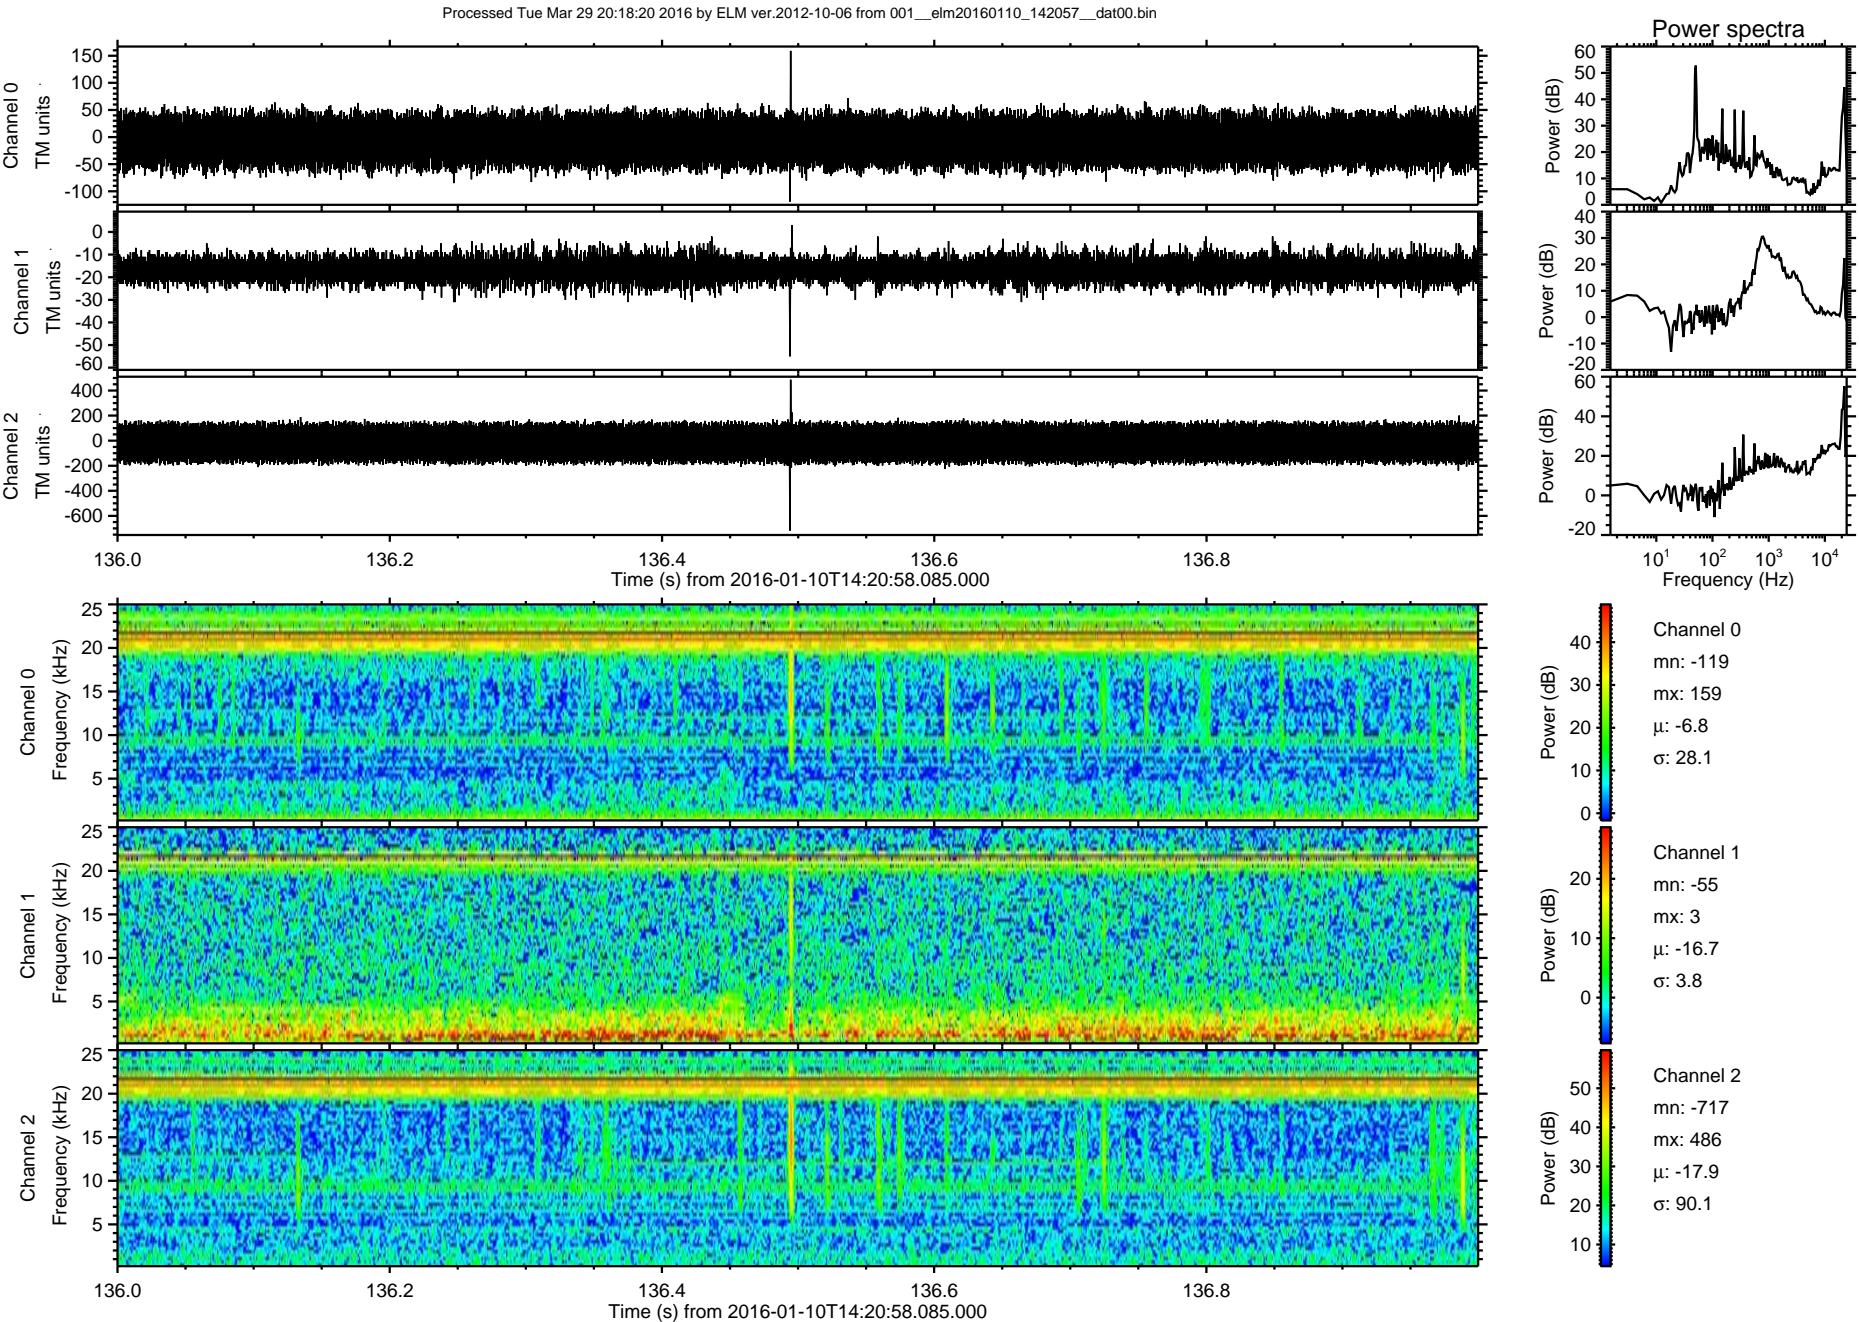 Processed Tue Mar 29 20:18:20 2016 by ELM ver.2012-10-06 from 001__elm20160110_142057__dat00.bin
Power spectra
Channel 0
TM units
150
100
50
0
-50
-100
Power (dB)
60
50
40
30
20
10
0
Channel 1
TM units
0
-10
-20
-30
-40
-50
-60
Power (dB)
40
30
20
10
0
-10
-20
Channel 2
TM units
400
200
0
-200
-400
-600
Power (dB)
60
40
20
0
-20
136.0 136.2 136.4 136.6 136.8
Time (s) from 2016-01-10T14:20:58.085.000
10¹ 10² 10³ 10⁴
Frequency (Hz)
Channel 0
Frequency (kHz)
25
20
15
10
5
Power (dB)
40
30
20
10
0
Channel 0
mn: -119
mx: 159
μ: -6.8
σ: 28.1
Channel 1
Frequency (kHz)
25
20
15
10
5
Power (dB)
20
10
0
Channel 1
mn: -55
mx: 3
μ: -16.7
σ: 3.8
Channel 2
Frequency (kHz)
25
20
15
10
5
Power (dB)
50
40
30
20
10
Channel 2
mn: -717
mx: 486
μ: -17.9
σ: 90.1
136.0 136.2 136.4 136.6 136.8
Time (s) from 2016-01-10T14:20:58.085.000